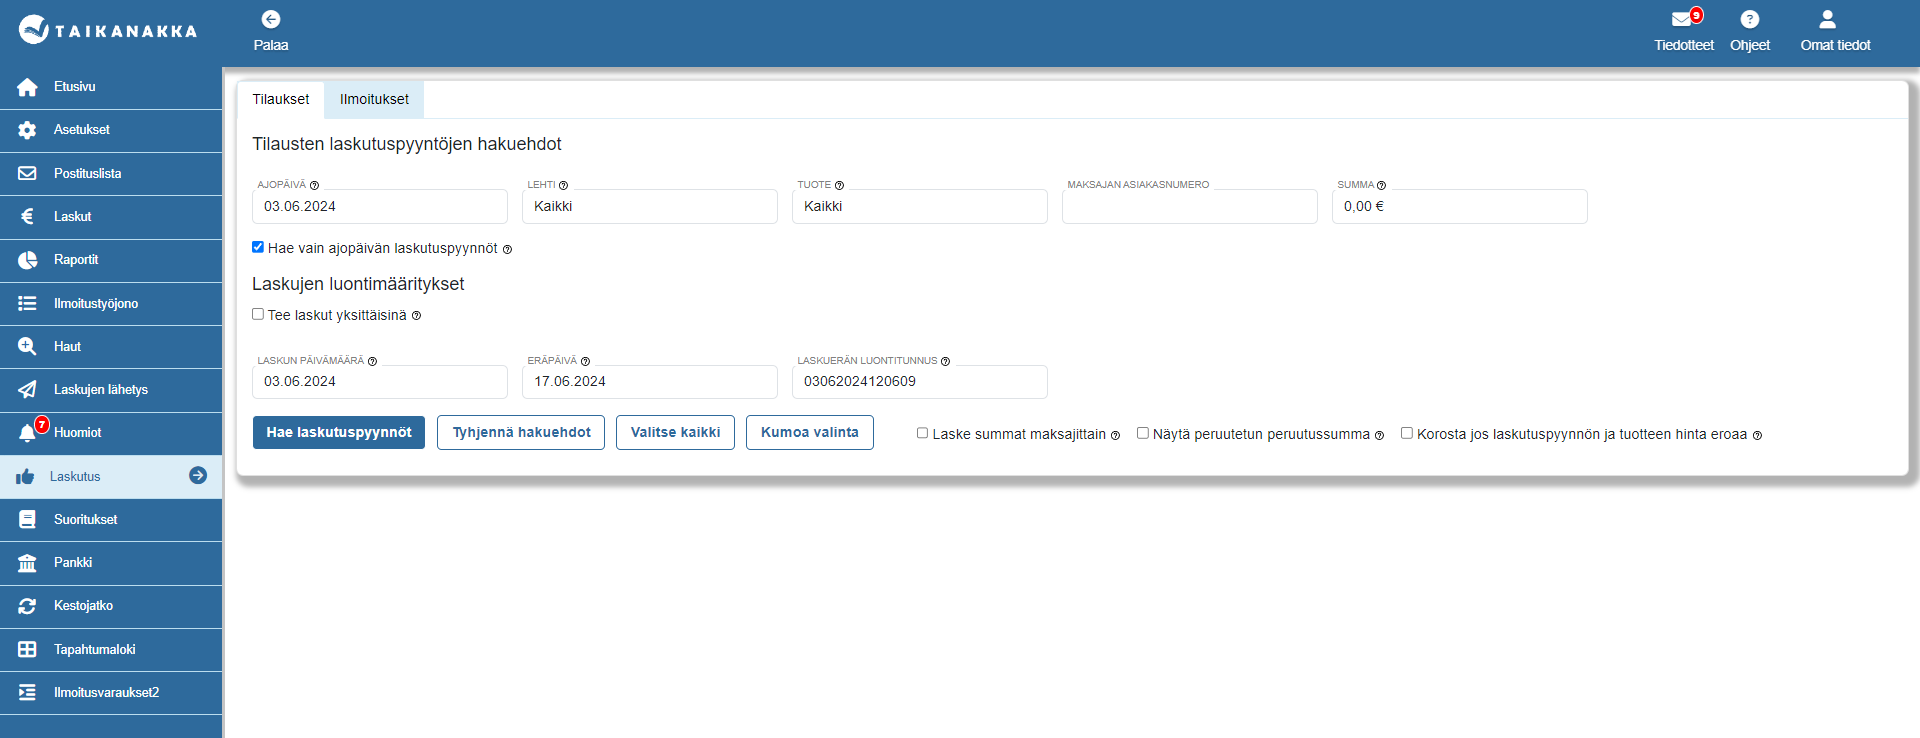 TAIKANAKKA
Palaa
9
Tiedotteet
Ohjeet
Omat tiedot
Etusivu
Asetukset
Postituslista
Laskut
Raportit
Ilmoitustyöjono
Haut
Laskujen lähetys
7
Huomiot
Laskutus
Suoritukset
Pankki
Kestojatko
Tapahtumaloki
Ilmoitusvaraukset2
Tilaukset Ilmoitukset
Tilausten laskutuspyyntöjen hakuehdot
AJOPÄIVÄ LEHTI TUOTE MAKSAJAN ASIAKASNUMERO SUMMA
03.06.2024 Kaikki Kaikki 0,00 €
Hae vain ajopäivän laskutuspyynnöt
Laskujen luontimääritykset
Tee laskut yksittäisinä
LASKUN PÄIVÄMÄÄRÄ ERÄPÄIVÄ LASKUERÄN LUONTITUNNUS
03.06.2024 17.06.2024 03062024120609
Hae laskutuspyynnöt Tyhjennä hakuehdot Valitse kaikki Kumoa valinta Laske summat maksajittain Näytä peruutetun peruutussumma Korosta jos laskutuspyynnön ja tuotteen hinta eroaa